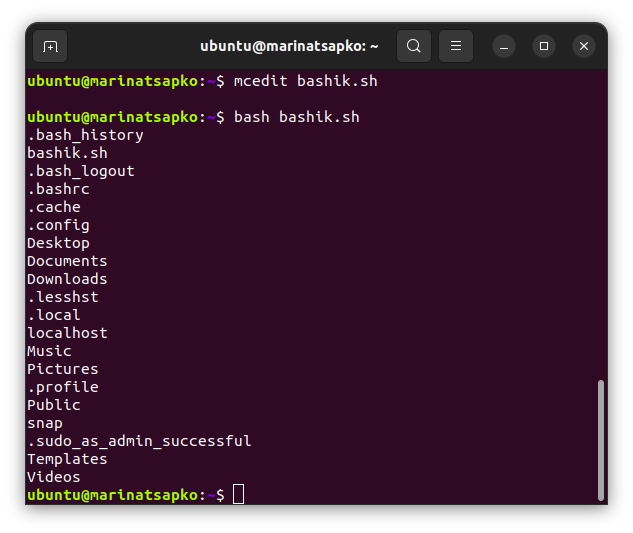 ubuntu@marinatsapko: ~
ubuntu@marinatsapko:~$ mcedit bashik.sh
ubuntu@marinatsapko:~$ bash bashik.sh
.bash_history
bashik.sh
.bash_logout
.bashrc
.cache
.config
Desktop
Documents
Downloads
.lesshst
.local
localhost
Music
Pictures
.profile
Public
snap
.sudo_as_admin_successful
Templates
Videos
ubuntu@marinatsapko:~$